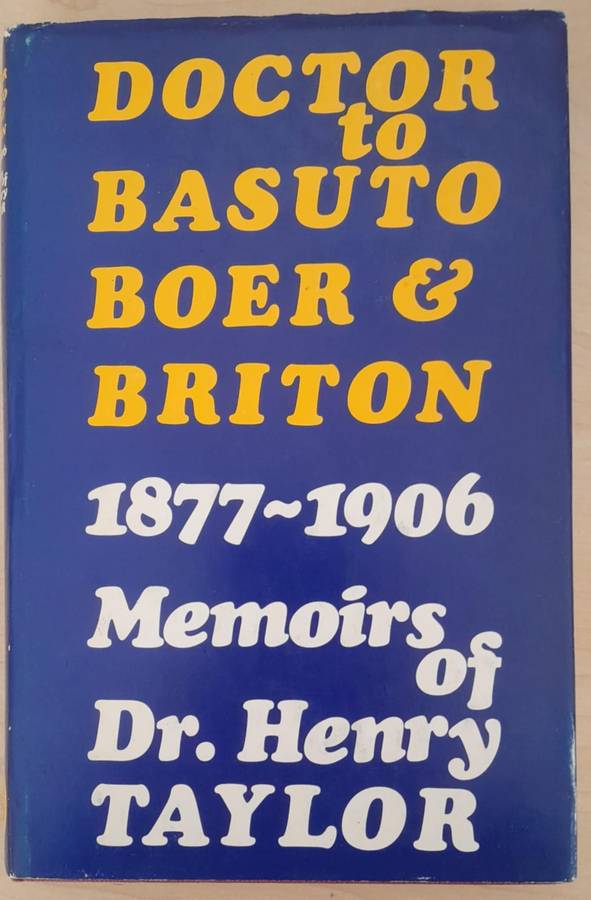 DOCTOR
to
BASUTO
BOER &
BRITON
1877~1906
Memoirs
of
Dr. Henry
TAYLOR